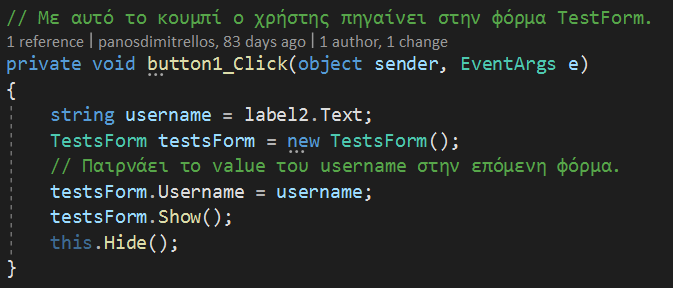 // Με αυτό το κουμπί ο χρήστης πηγαίνει στην φόρμα TestForm.
1 reference | panosdimitrellos, 83 days ago | 1 author, 1 change
private void button1_Click(object sender, EventArgs e)
{
string username = label2.Text;
TestsForm testsForm = new TestsForm();
// Παιρνάει το value του username στην επόμενη φόρμα.
testsForm.Username = username;
testsForm.Show();
this.Hide();
}